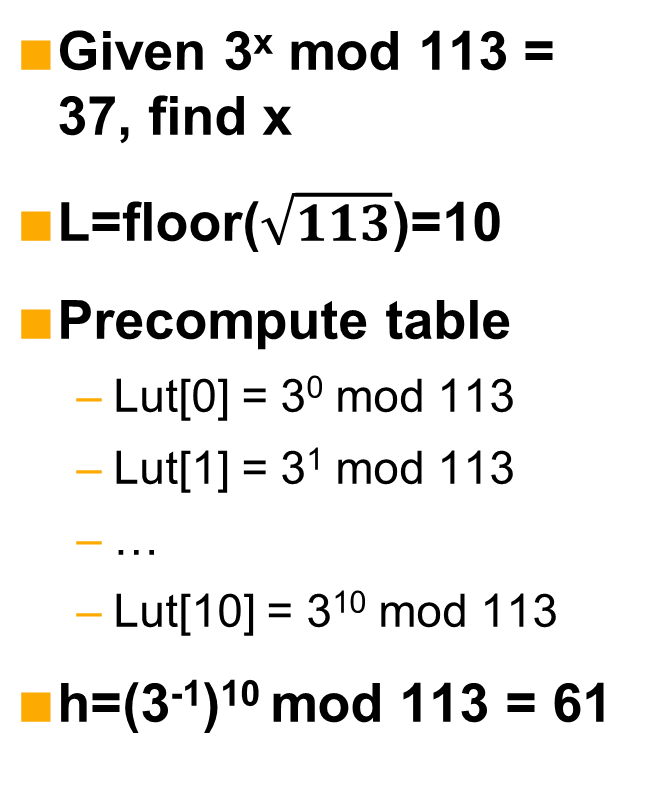 ■Given 3ˣ mod 113 =
37, find x
■L=floor(√113)=10
■Precompute table
– Lut[0] = 3⁰ mod 113
– Lut[1] = 3¹ mod 113
– …
– Lut[10] = 3¹⁰ mod 113
■h=(3⁻¹)¹⁰ mod 113 = 61